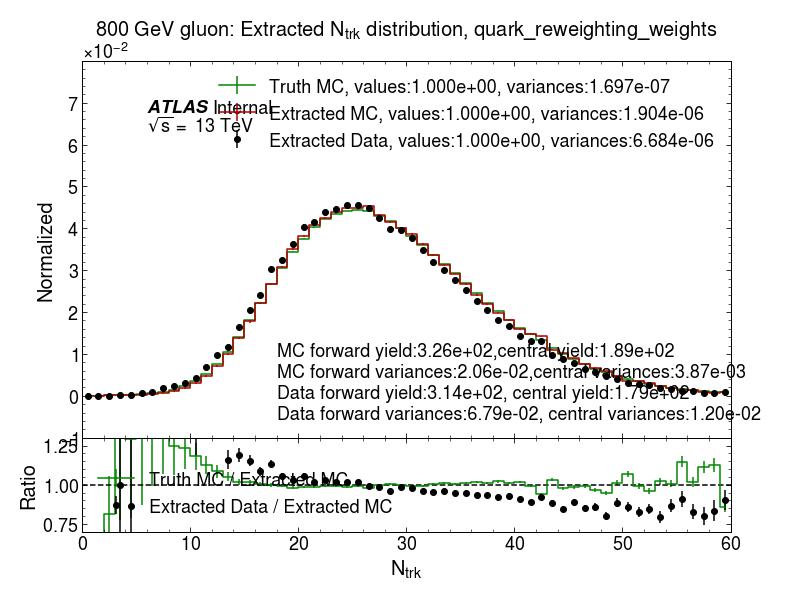 800 GeV gluon: Extracted Ntrk distribution, quark_reweighting_weights
×10−2
Truth MC, values:1.000e+00, variances:1.697e-07
ATLAS Internal
Extracted MC, values:1.000e+00, variances:1.904e-06
√s = 13 TeV
Extracted Data, values:1.000e+00, variances:6.684e-06
7
6
5
4
3
2
1
0
−1
Normalized
MC forward yield:3.26e+02,central yield:1.89e+02
MC forward variances:2.06e-02,central variances:3.87e-03
Data forward yield:3.14e+02, central yield:1.79e+02
Data forward variances:6.79e-02, central variances:1.20e-02
1.25
1.00
0.75
Ratio
Truth MC / Extracted MC
Extracted Data / Extracted MC
0 10 20 30 40 50 60
Ntrk